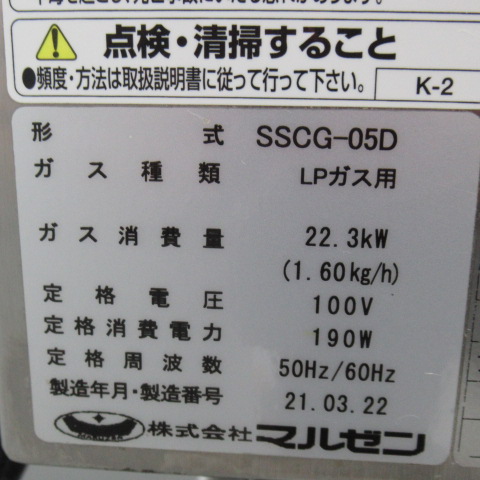 点検・清掃すること
●頻度・方法は取扱説明書に従って行って下さい。
K-2
形式 SSCG-05D
ガス種類 LPガス用
ガス消費量 22.3kW
(1.60kg/h)
定格電圧 100V
定格消費電力 190W
定格周波数 50Hz/60Hz
製造年月・製造番号 21.03.22
株式会社マルゼン